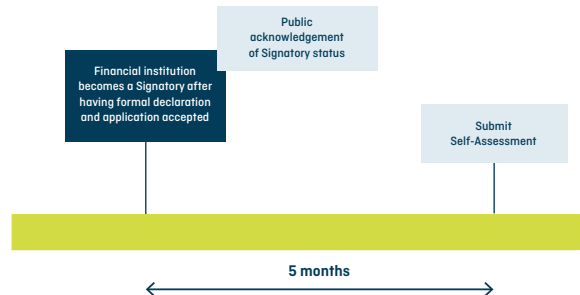 Public
acknowledgement
of Signatory status
Financial institution
becomes a Signatory after
having formal declaration
and application accepted
Submit
Self-Assessment
5 months